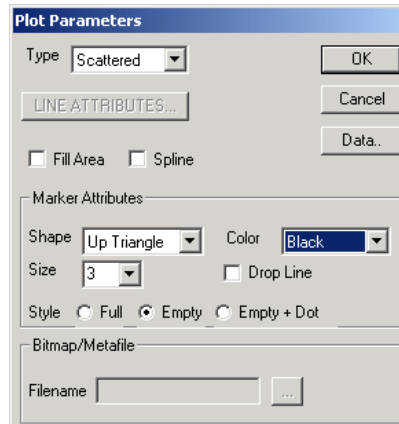 Plot Parameters
Type Scattered OK
LINE ATTRIBUTES... Cancel
Data..
Fill Area Spline
Marker Attributes
Shape Up Triangle Color Black
Size 3 Drop Line
Style Full Empty Empty + Dot
Bitmap/Metafile
Filename ...